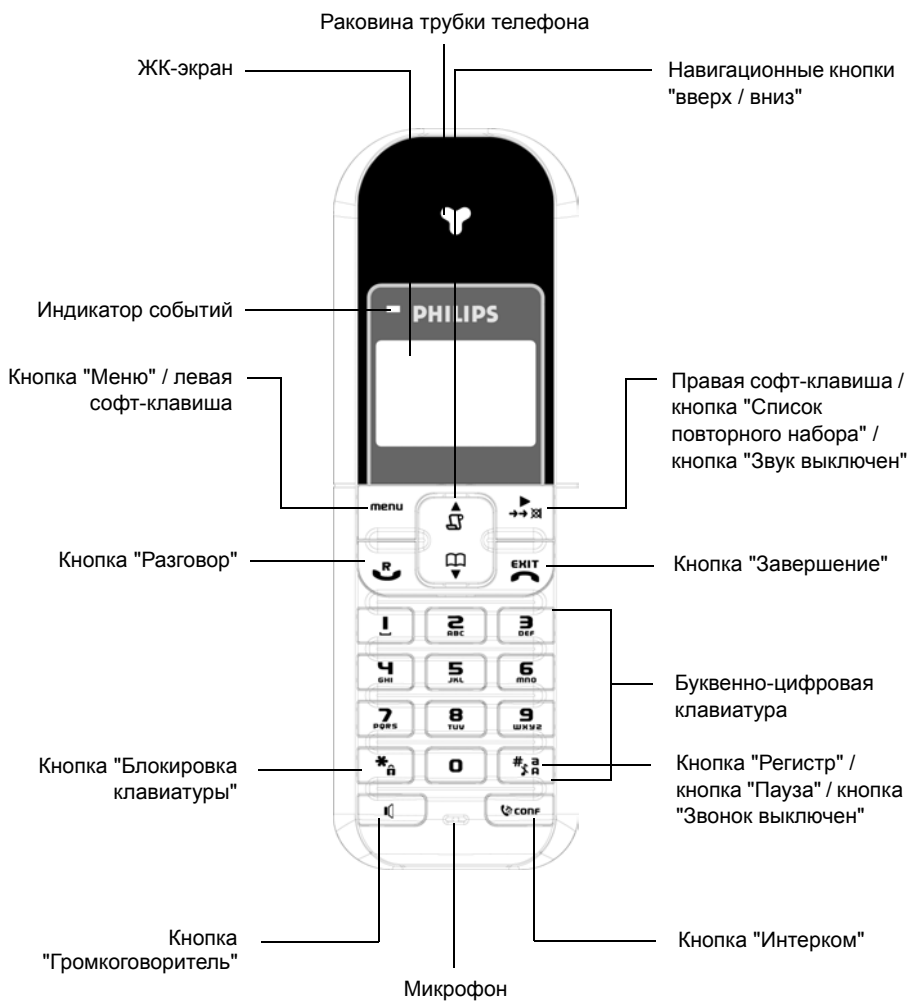 Раковина трубки телефона
ЖК-экран
Навигационные кнопки
"вверх / вниз"
Индикатор событий
PHILIPS
Кнопка "Меню" / левая
софт-клавиша
Правая софт-клавиша /
кнопка "Список
повторного набора" /
кнопка "Звук выключен"
menu
Кнопка "Разговор"
R
EXIT
Кнопка "Завершение"
1
2
ABC
3
DEF
4
GHI
5
JKL
6
MNO
Буквенно-цифровая
клавиатура
7
PQRS
8
TUV
9
WXYZ
Кнопка "Блокировка
клавиатуры"
*
0
# a
A
Кнопка "Регистр" /
кнопка "Пауза" / кнопка
"Звонок выключен"
CONF
Кнопка
"Громкоговоритель"
Кнопка "Интерком"
Микрофон